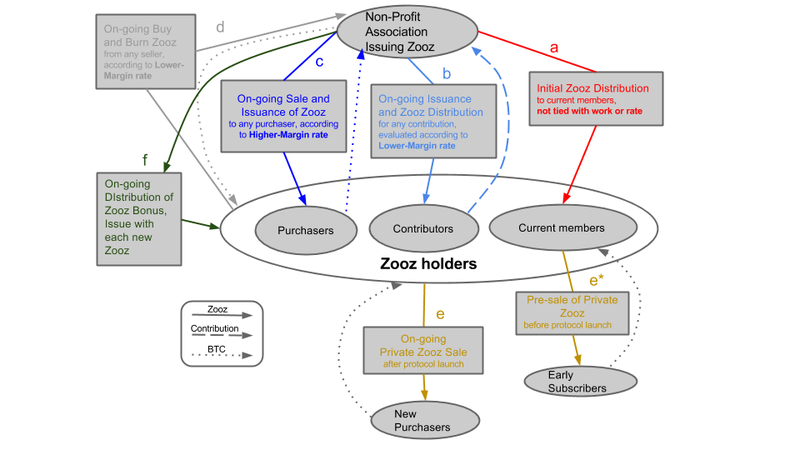 On-going Buy
and Burn Zooz
from any seller,
according to Lower-
Margin rate
d
Non-Profit
Association
Issuing Zooz
a
c
b
On-going Sale and
Issuance of Zooz
to any purchaser, according
to Higher-Margin rate
On-going Issuance
and Zooz Distribution
for any contribution,
evaluated according to
Lower-Margin rate
Initial Zooz Distribution
to current members,
not tied with work or rate
f
On-going
DIstribution of
Zooz Bonus,
Issue with
each new
Zooz
Purchasers
Contributors
Current members
Zooz holders
Zooz
Contribution
BTC
e
e*
Pre-sale of Private
Zooz
before protocol launch
On-going
Private Zooz Sale
after protocol launch
Early
Subscribers
New
Purchasers